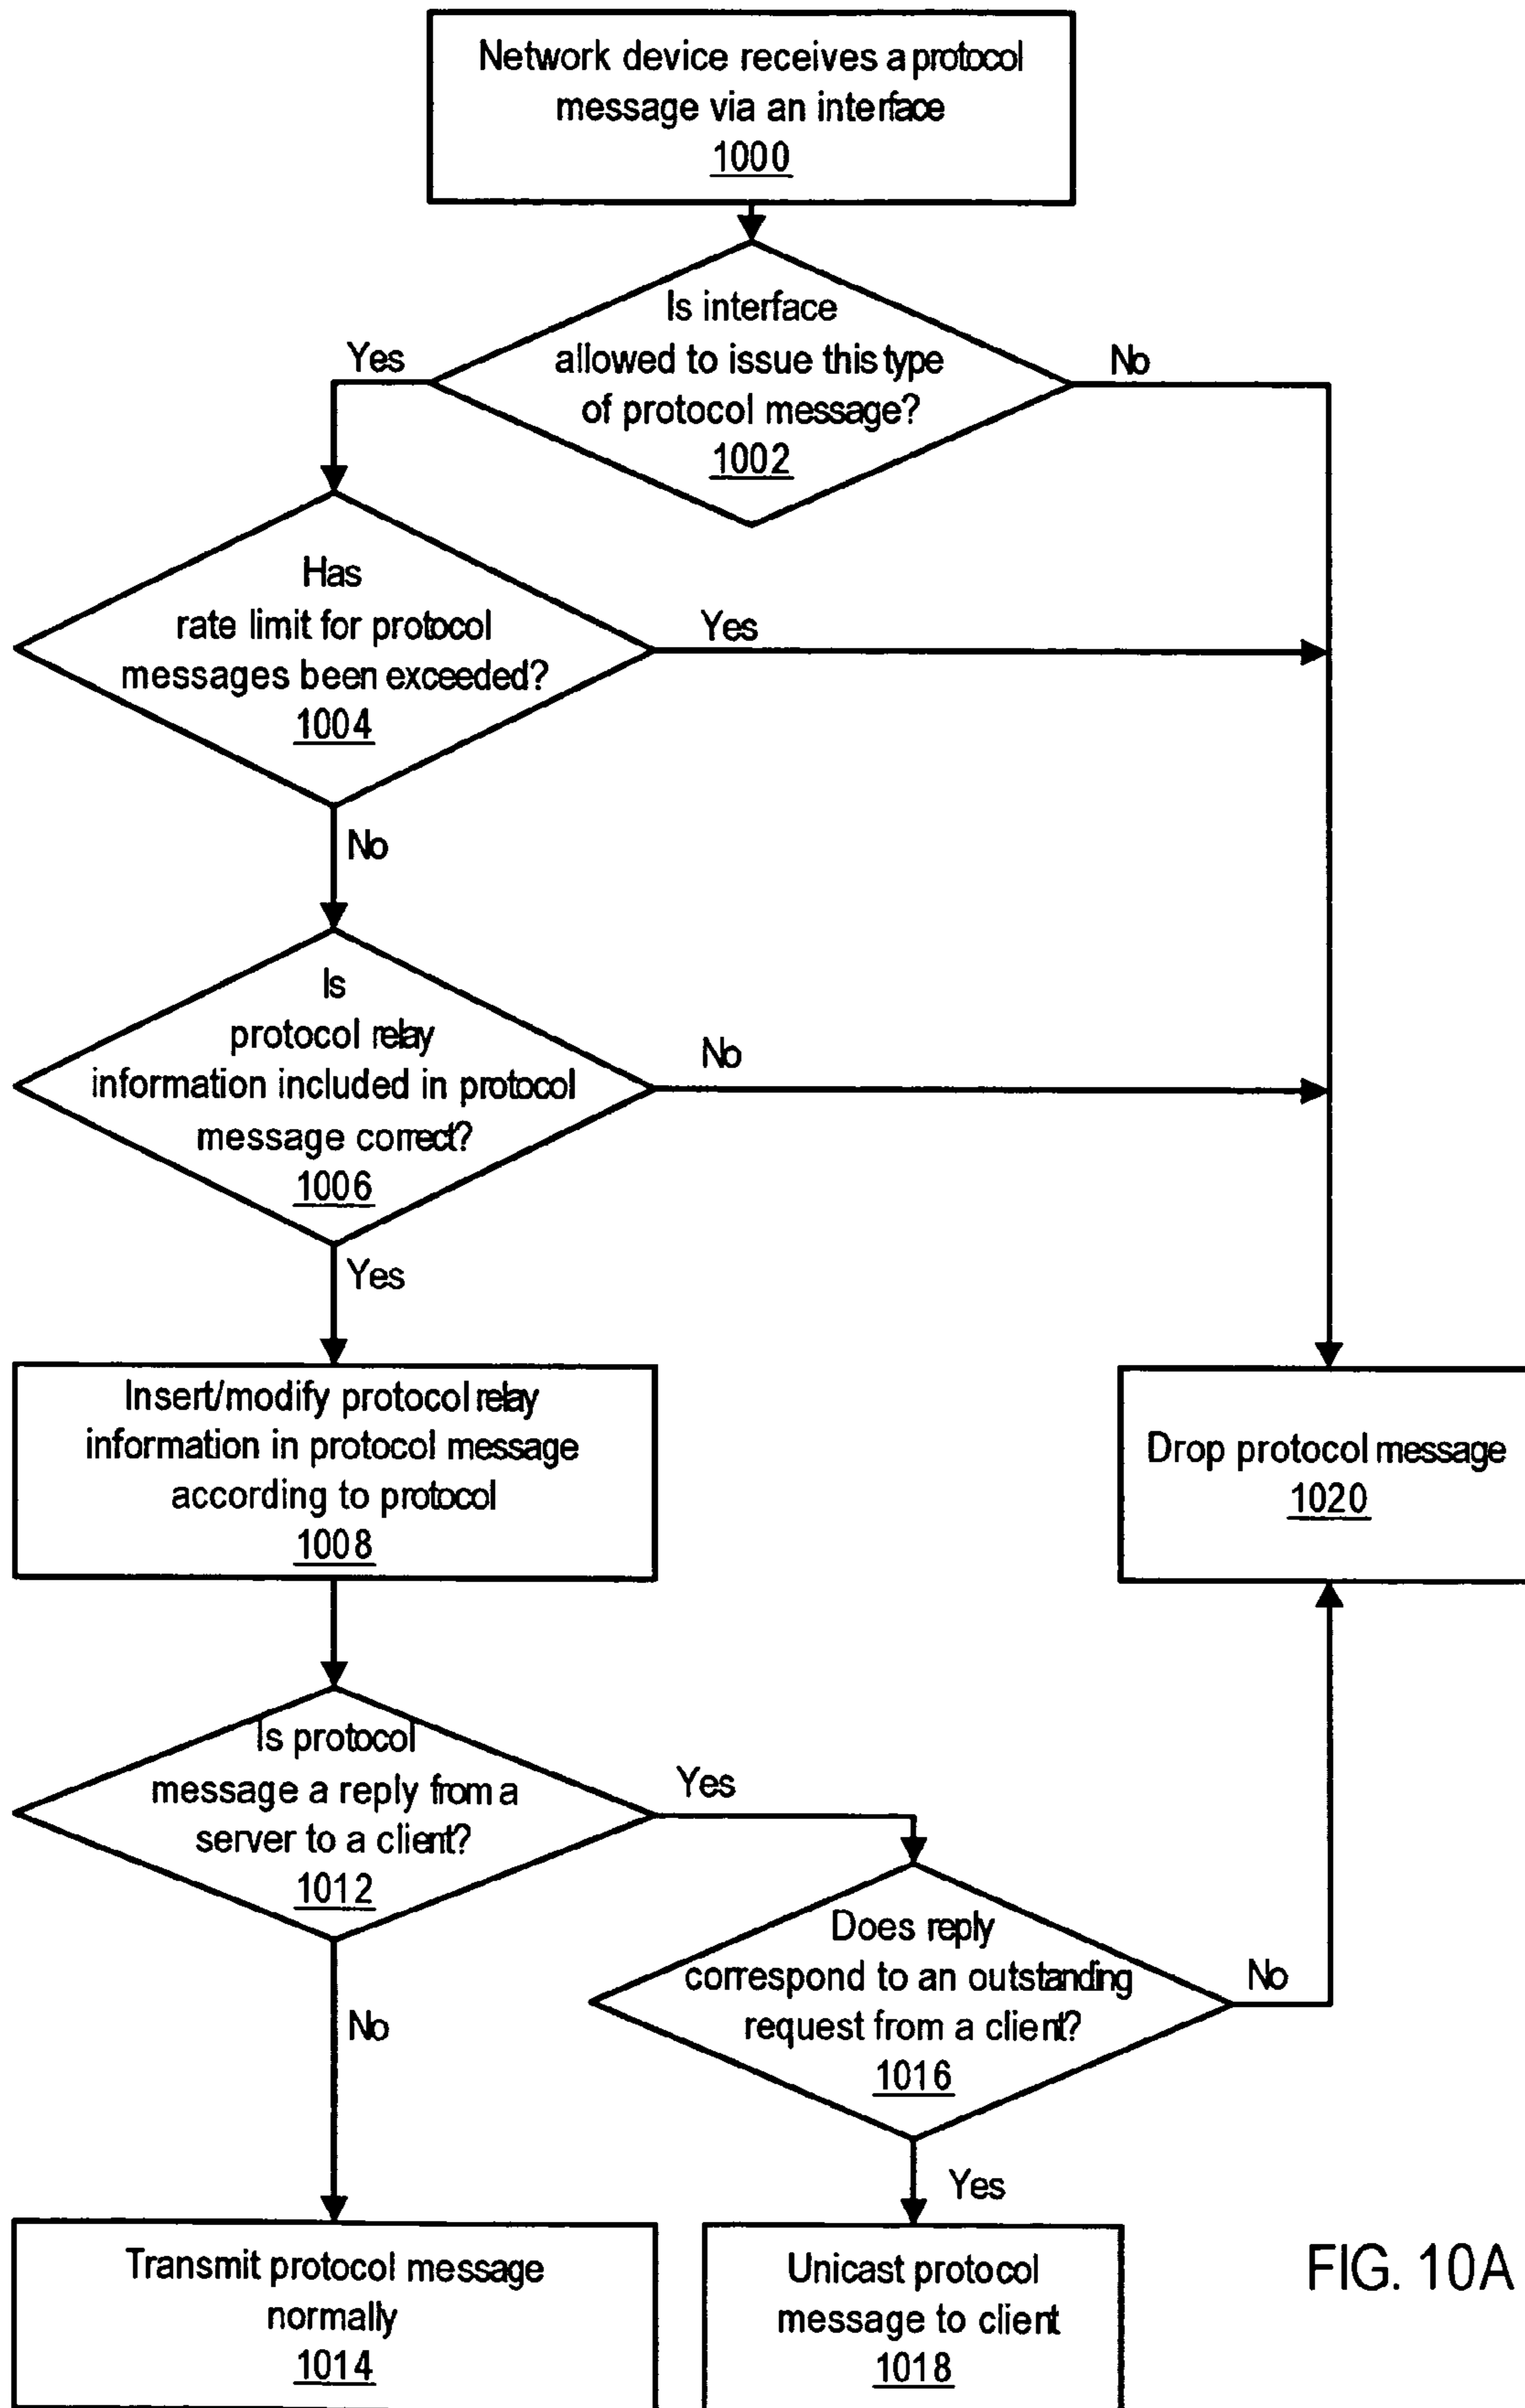 Network device receives a protocol
message via an interface
1000
Is interface
allowed to issue this type
of protocol message?
1002
Yes
No
Has
rate limit for protocol
messages been exceeded?
1004
Yes
No
Is
protocol relay
information included in protocol
message correct?
1006
No
Yes
Insert/modify protocol relay
information in protocol message
according to protocol
1008
Drop protocol message
1020
Is protocol
message a reply from a
server to a client?
1012
Yes
No
Does reply
correspond to an outstanding
request from a client?
1016
No
Yes
Transmit protocol message
normally
1014
Unicast protocol
message to client
1018
FIG. 10A